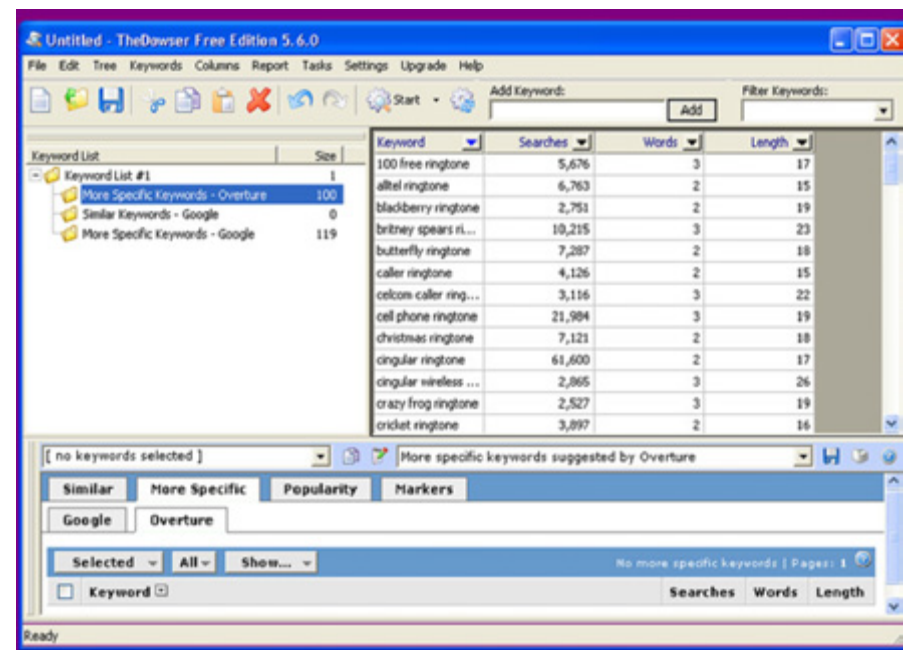 Untitled - TheDowser Free Edition 5.6.0
File Edit Tree Keywords Columns Report Tasks Settings Upgrade Help
Start Add Keyword: Add Filter Keywords:
Keyword List Size
Keyword List #1 1
More Specific Keywords - Overture 100
Similar Keywords - Google 0
More Specific Keywords - Google 119
Keyword Searches Words Length
100 free ringtone 5,676 3 17
alltel ringtone 6,763 2 15
blackberry ringtone 2,751 2 19
britney spears ri... 10,215 3 23
butterfly ringtone 7,287 2 18
caller ringtone 4,126 2 15
celcom caller ring... 3,116 3 22
cell phone ringtone 21,984 3 19
christmas ringtone 7,121 2 18
cingular ringtone 61,600 2 17
cingular wireless ... 2,865 3 26
crazy frog ringtone 2,527 3 19
cricket ringtone 3,897 2 16
[ no keywords selected ] More specific keywords suggested by Overture
Similar More Specific Popularity Markers
Google Overture
Selected All Show... No more specific keywords | Pages: 1
Keyword Searches Words Length
Ready